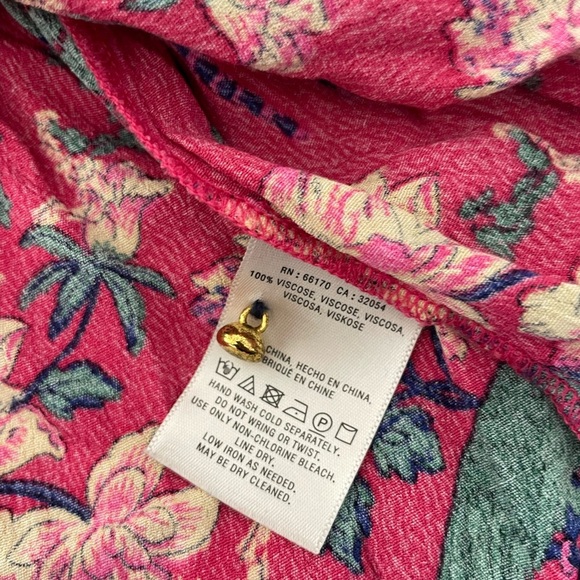 RN : 66170 CA : 32054
100% VISCOSE, VISCOSE, VISCOSA,
VISCOSA, VISKOSE
CHINA, HECHO EN CHINA,
EN CHINE
P
HAND WASH COLD SEPARATELY.
DO NOT WRING OR TWIST.
USE ONLY NON-CHLORINE BLEACH.
LINE DRY.
LOW IRON AS NEEDED.
MAY BE DRY CLEANED.